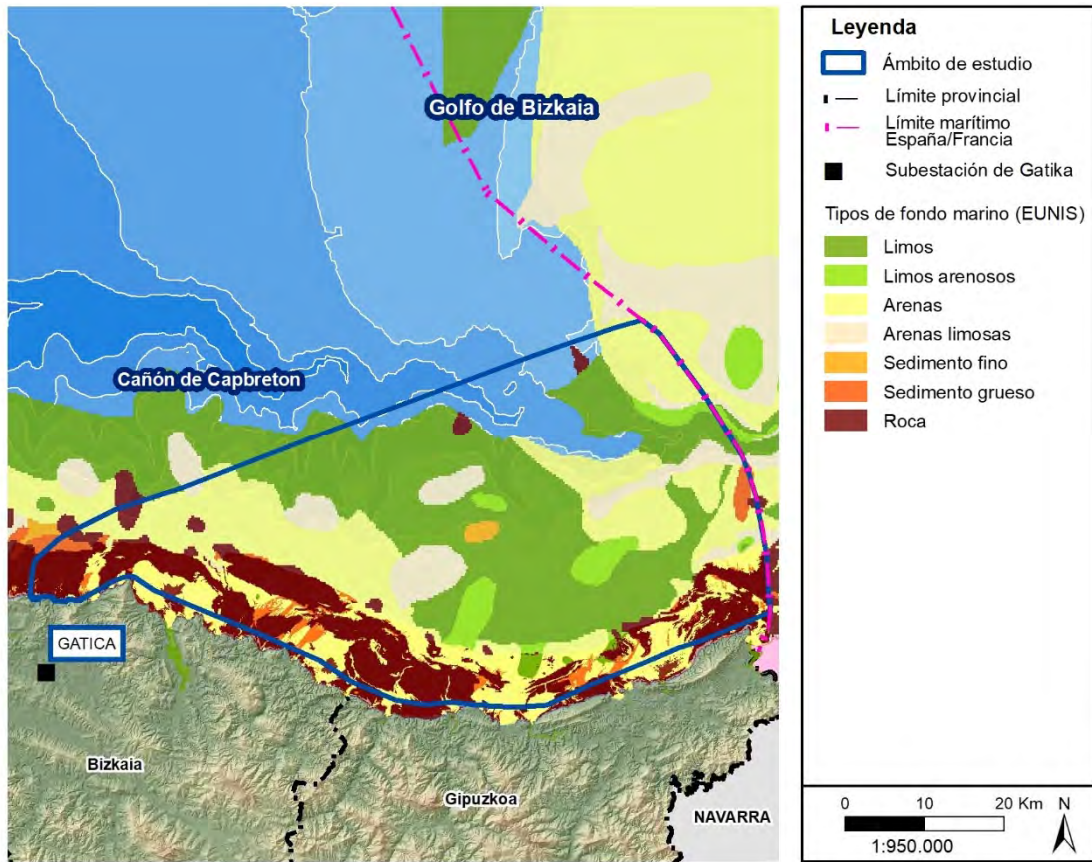 Golfo de Bizkaia
Cañón de Capbreton
GATICA
Bizkaia
Gipuzkoa
NAVARRA
Leyenda
Ámbito de estudio
Límite provincial
Límite marítimo
España/Francia
Subestación de Gatika
Tipos de fondo marino (EUNIS)
Limos
Limos arenosos
Arenas
Arenas limosas
Sedimento fino
Sedimento grueso
Roca
0 10 20 Km N
1:950.000